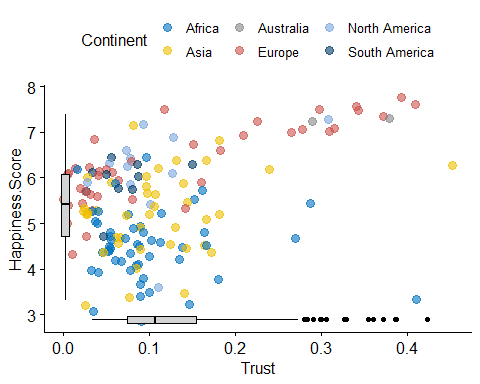 Continent
Africa
Australia
North America
Asia
Europe
South America
8
7
6
5
4
3
Happiness.Score
0.0
0.1
0.2
0.3
0.4
Trust